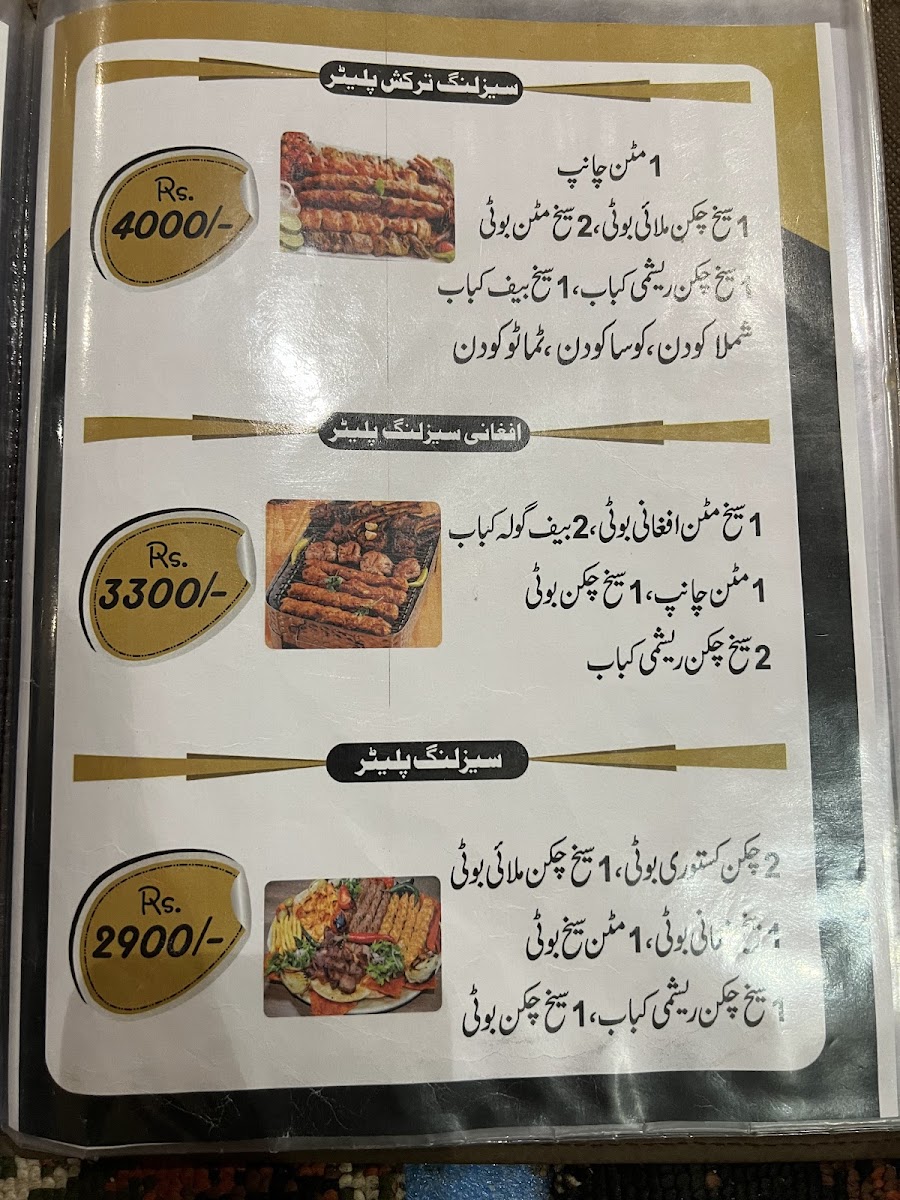 سیزلنگ ترکش پلیٹر
1 مٹن چانپ
1 سیخ چکن ملائی بوٹی، 2 سیخ مٹن بوٹی
1 سیخ چکن ریشمی کباب، 1 سیخ بیف کباب
شملا کودن، کوسا کودن، ٹماٹو کودن
Rs.
4000/-
افغانی سیزلنگ پلیٹر
1 سیخ مٹن افغانی بوٹی، 2 بیف گولہ کباب
1 مٹن چانپ، 1 سیخ چکن بوٹی
2 سیخ چکن ریشمی کباب
Rs.
3300/-
سیزلنگ پلیٹر
2 چکن کستوری بوٹی، 1 سیخ چکن ملائی بوٹی
1 بوٹی، 1 مٹن سیخ بوٹی
1 سیخ چکن ریشمی کباب، 1 سیخ چکن بوٹی
Rs.
2900/-